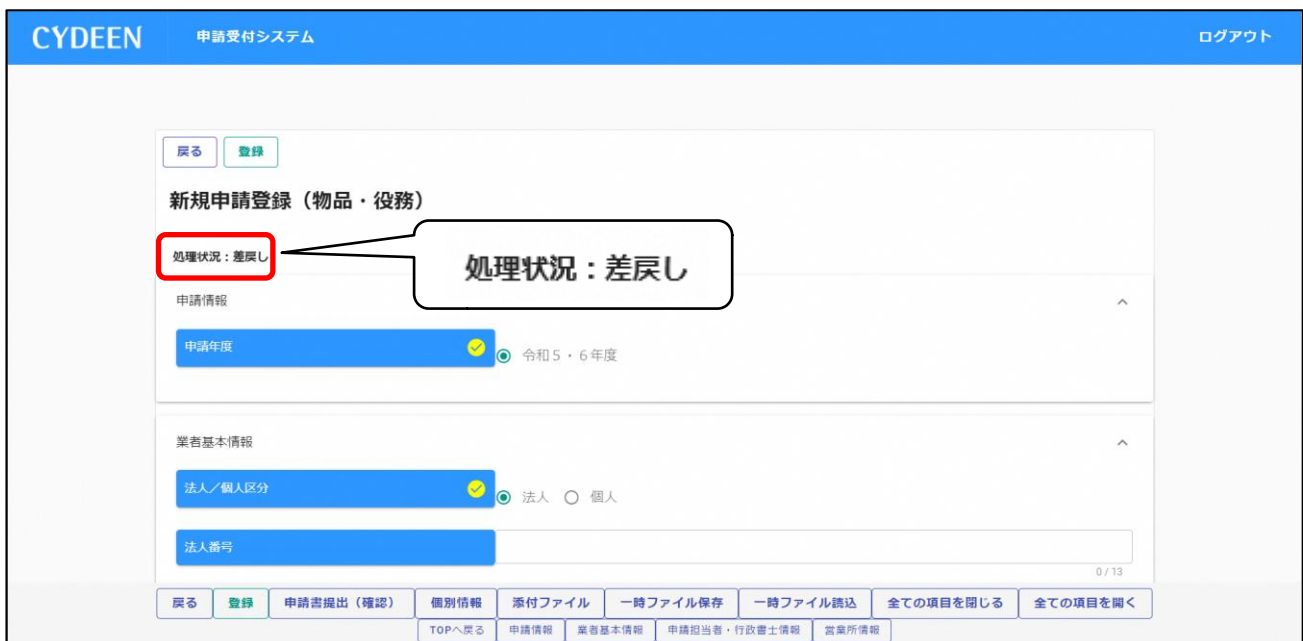 CYDEEN 申請受付システム ログアウト
戻る 登録
新規申請登録（物品・役務）
処理状況：差戻し
処理状況：差戻し
申請情報
申請年度 令和５・６年度
業者基本情報
法人／個人区分 法人 個人
法人番号
0 / 13
戻る 登録 申請書提出（確認） 個別情報 添付ファイル 一時ファイル保存 一時ファイル読込 全ての項目を閉じる 全ての項目を開く
TOPへ戻る 申請情報 業者基本情報 申請担当者・行政書士情報 営業所情報